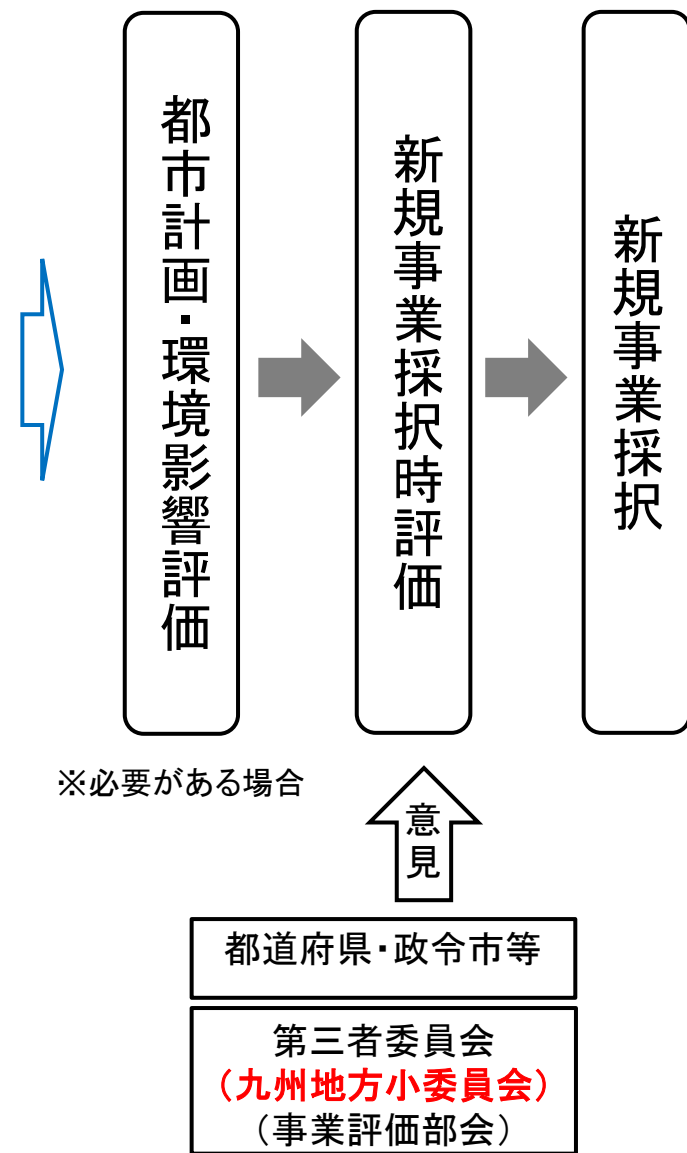 都市計画・環境影響評価
新規事業採択時評価
新規事業採択
※必要がある場合
意見
都道府県・政令市等
第三者委員会
（九州地方小委員会）
（事業評価部会）